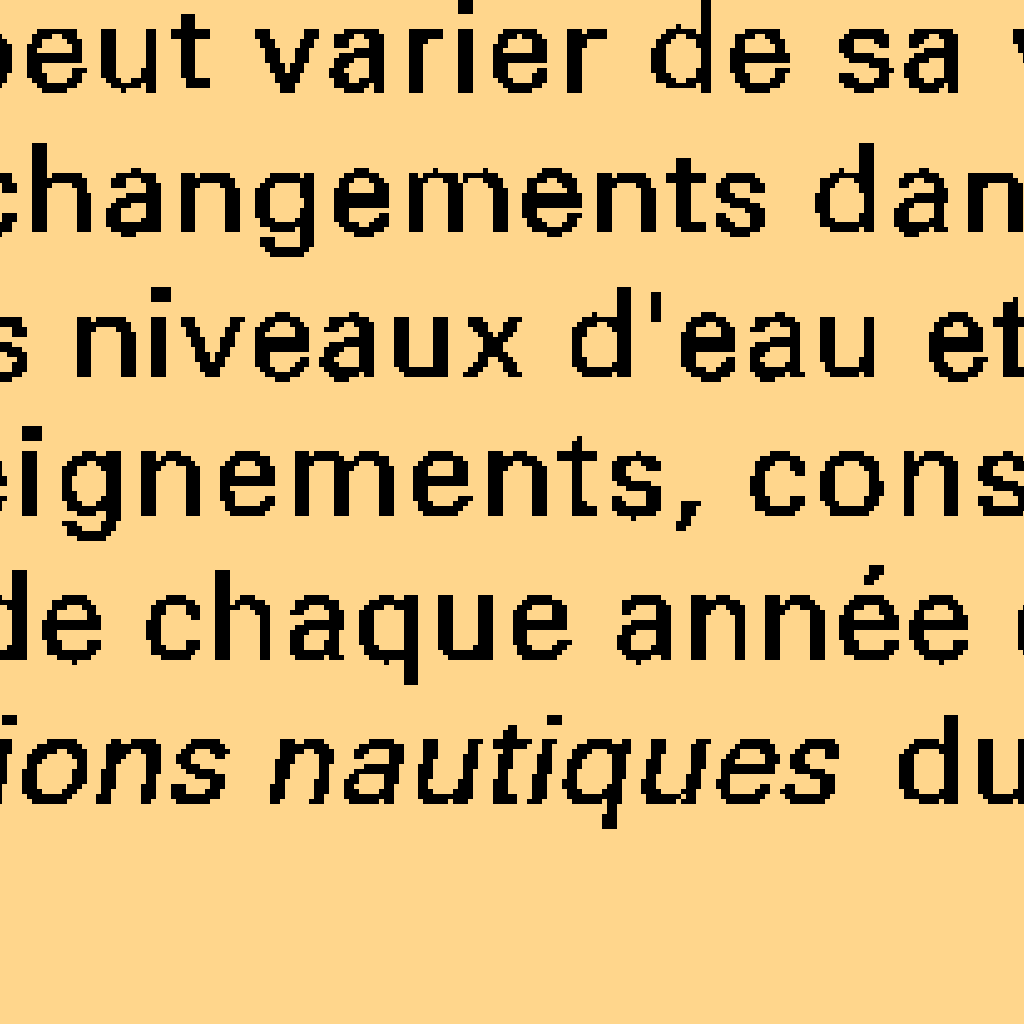 peut varier de sa
changements dan
s niveaux d'eau et
eignements, cons
de chaque année
ions nautiques du